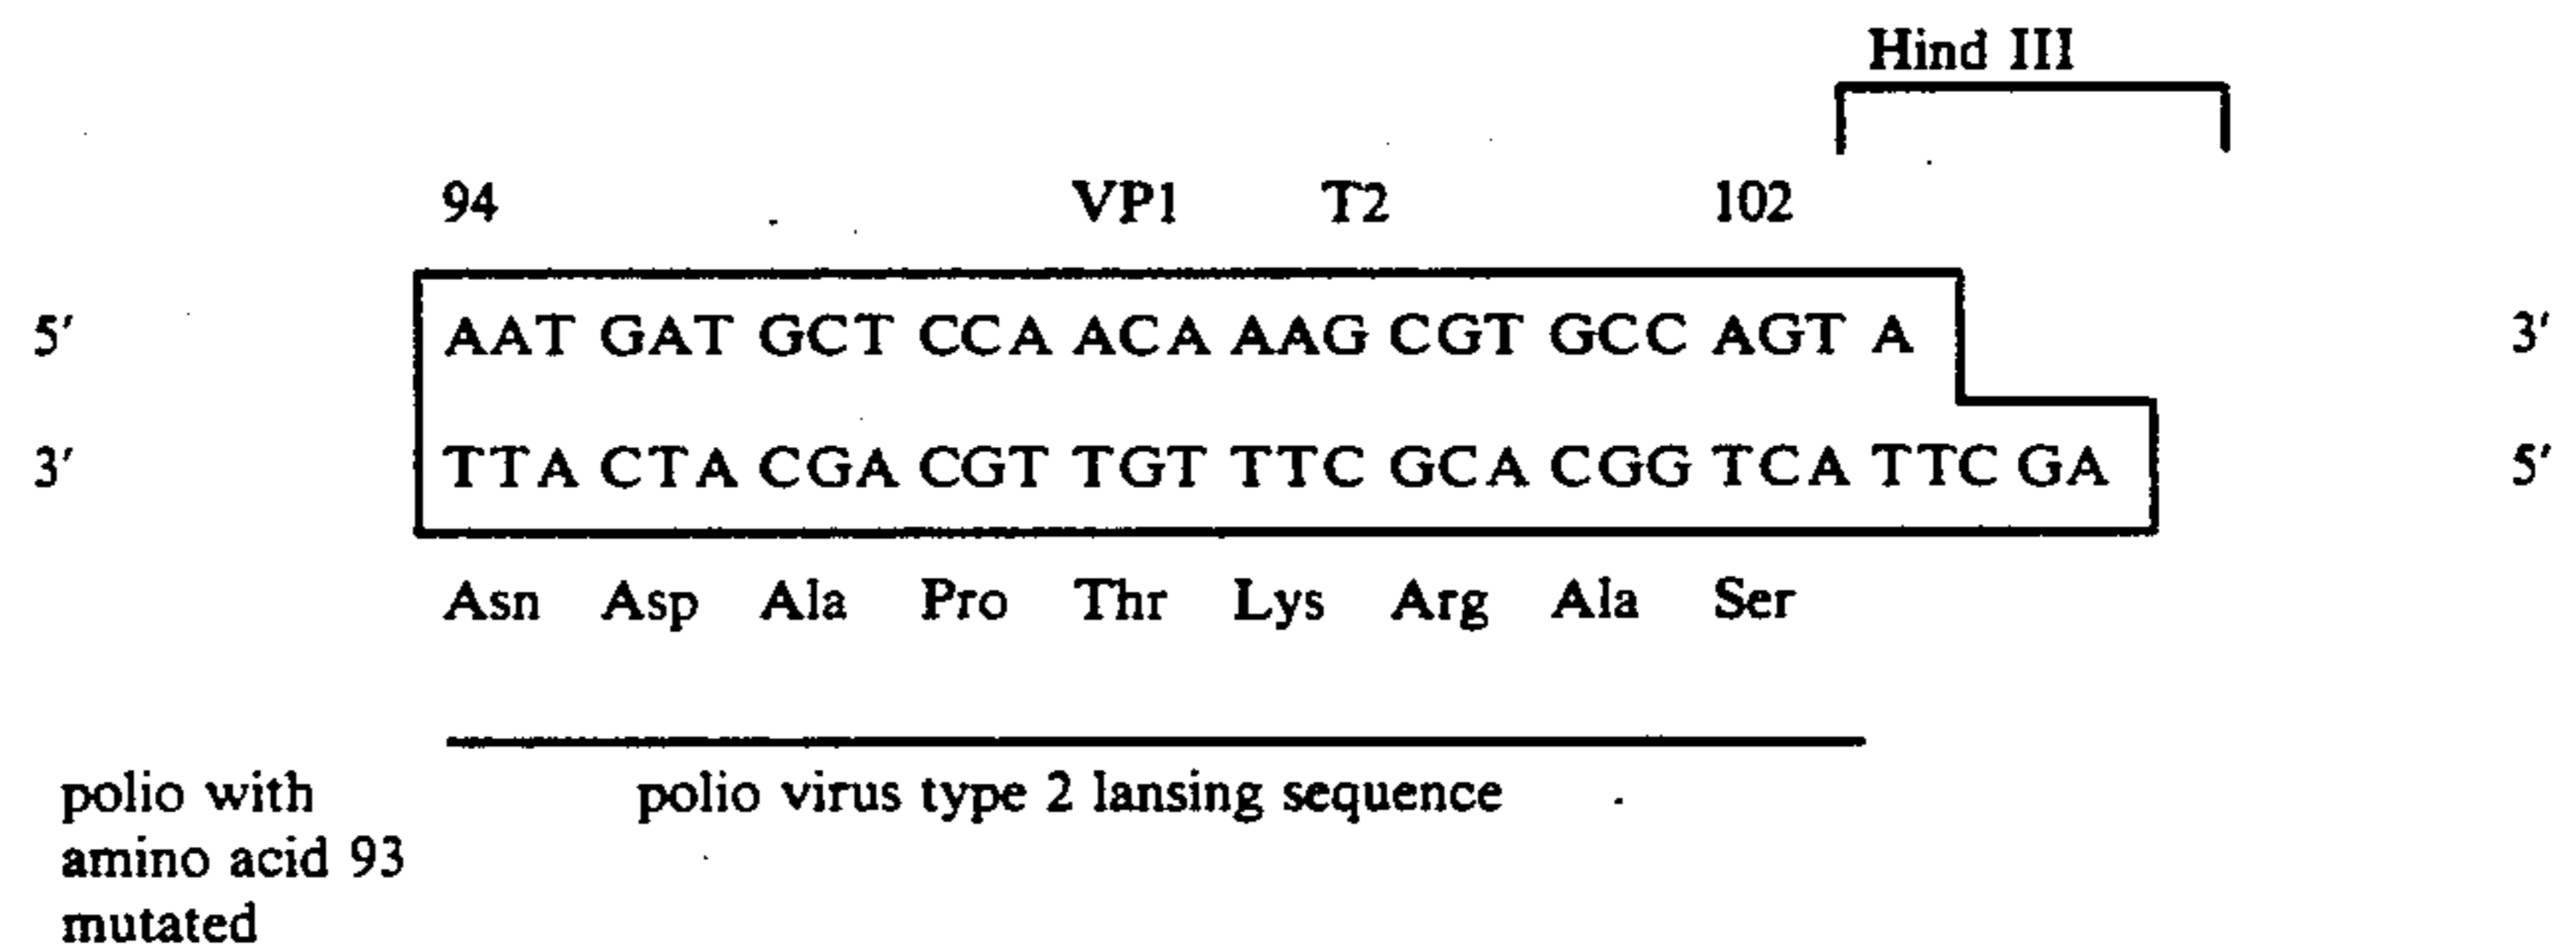 Hind III
94 VP1 T2 102
5′ AAT GAT GCT CCA ACA AAG CGT GCC AGT A 3′
3′ TTA CTA CGA CGT TGT TTC GCA CGG TCA TTC GA 5′
Asn Asp Ala Pro Thr Lys Arg Ala Ser
polio with polio virus type 2 lansing sequence
amino acid 93
mutated